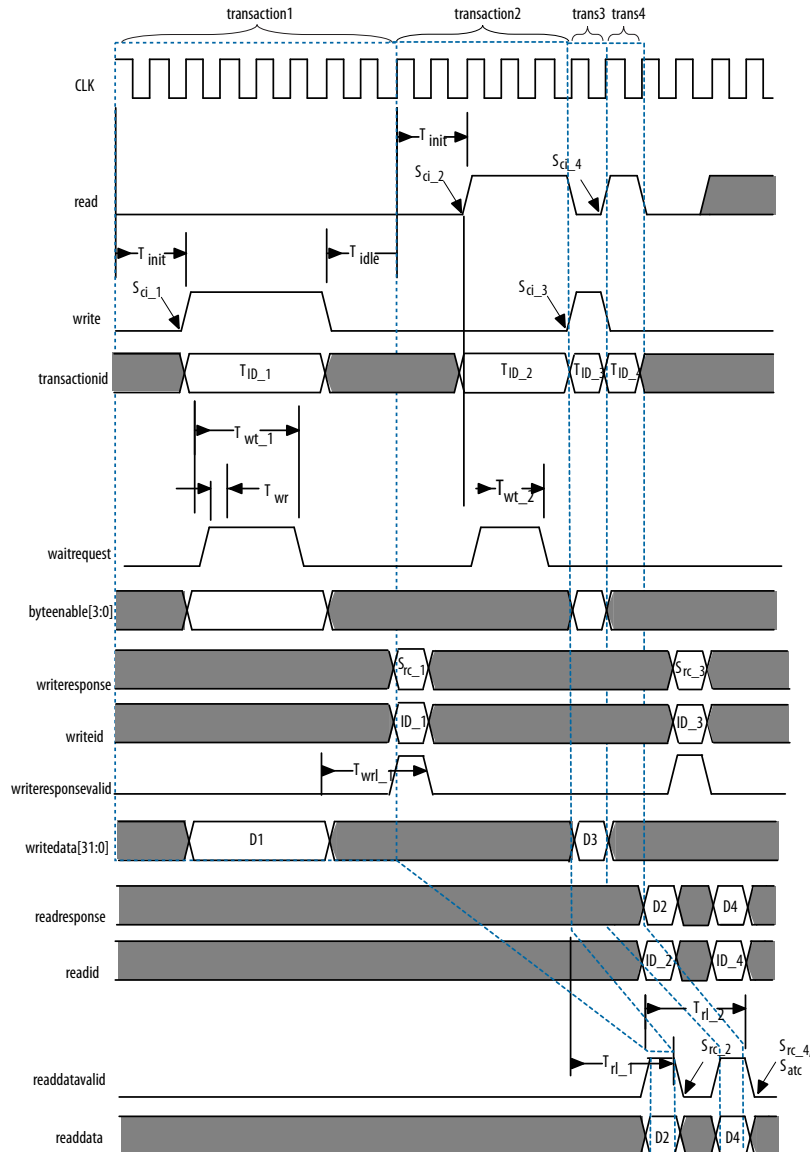 transaction1 transaction2 trans3 trans4
CLK
T init
S ci_2 S ci_4
read
T init T idle
S ci_1 S ci_3
write
transactionid T ID_1 T ID_2 T ID_3 T ID_4
T wt_1
T wr T wt_2
waitrequest
byteenable[3:0]
writeresponse S rc_1 S rc_3
writeid ID_1 ID_3
writeresponsevalid T wrl_1
writedata[31:0] D1 D3
readresponse D2 D4
readid ID_2 ID_4
T rl_2
T rl_1 S rc_2 S rc_4,
S atc
readdatavalid
readdata D2 D4